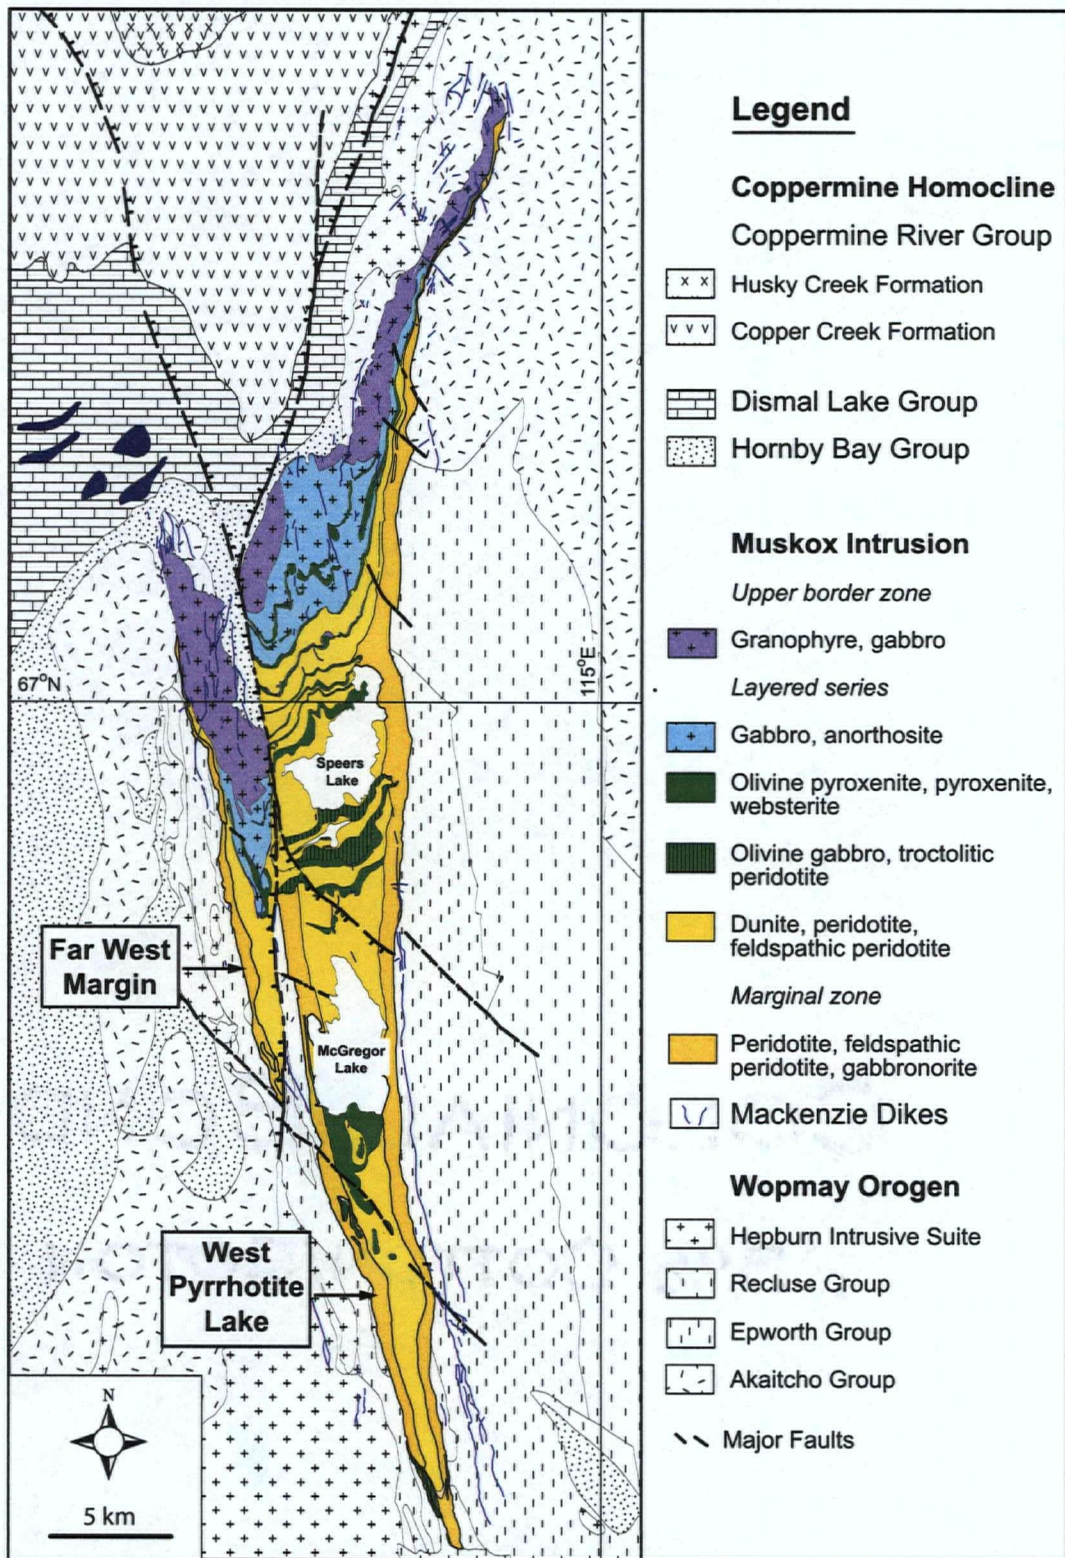 67°N
115°E
Speers
Lake
McGregor
Lake
Far West
Margin
West
Pyrrhotite
Lake
N
5 km
Legend
Coppermine Homocline
Coppermine River Group
Husky Creek Formation
Copper Creek Formation
Dismal Lake Group
Hornby Bay Group
Muskox Intrusion
Upper border zone
Granophyre, gabbro
Layered series
Gabbro, anorthosite
Olivine pyroxenite, pyroxenite,
websterite
Olivine gabbro, troctolitic
peridotite
Dunite, peridotite,
feldspathic peridotite
Marginal zone
Peridotite, feldspathic
peridotite, gabbronorite
Mackenzie Dikes
Wopmay Orogen
Hepburn Intrusive Suite
Recluse Group
Epworth Group
Akaitcho Group
Major Faults